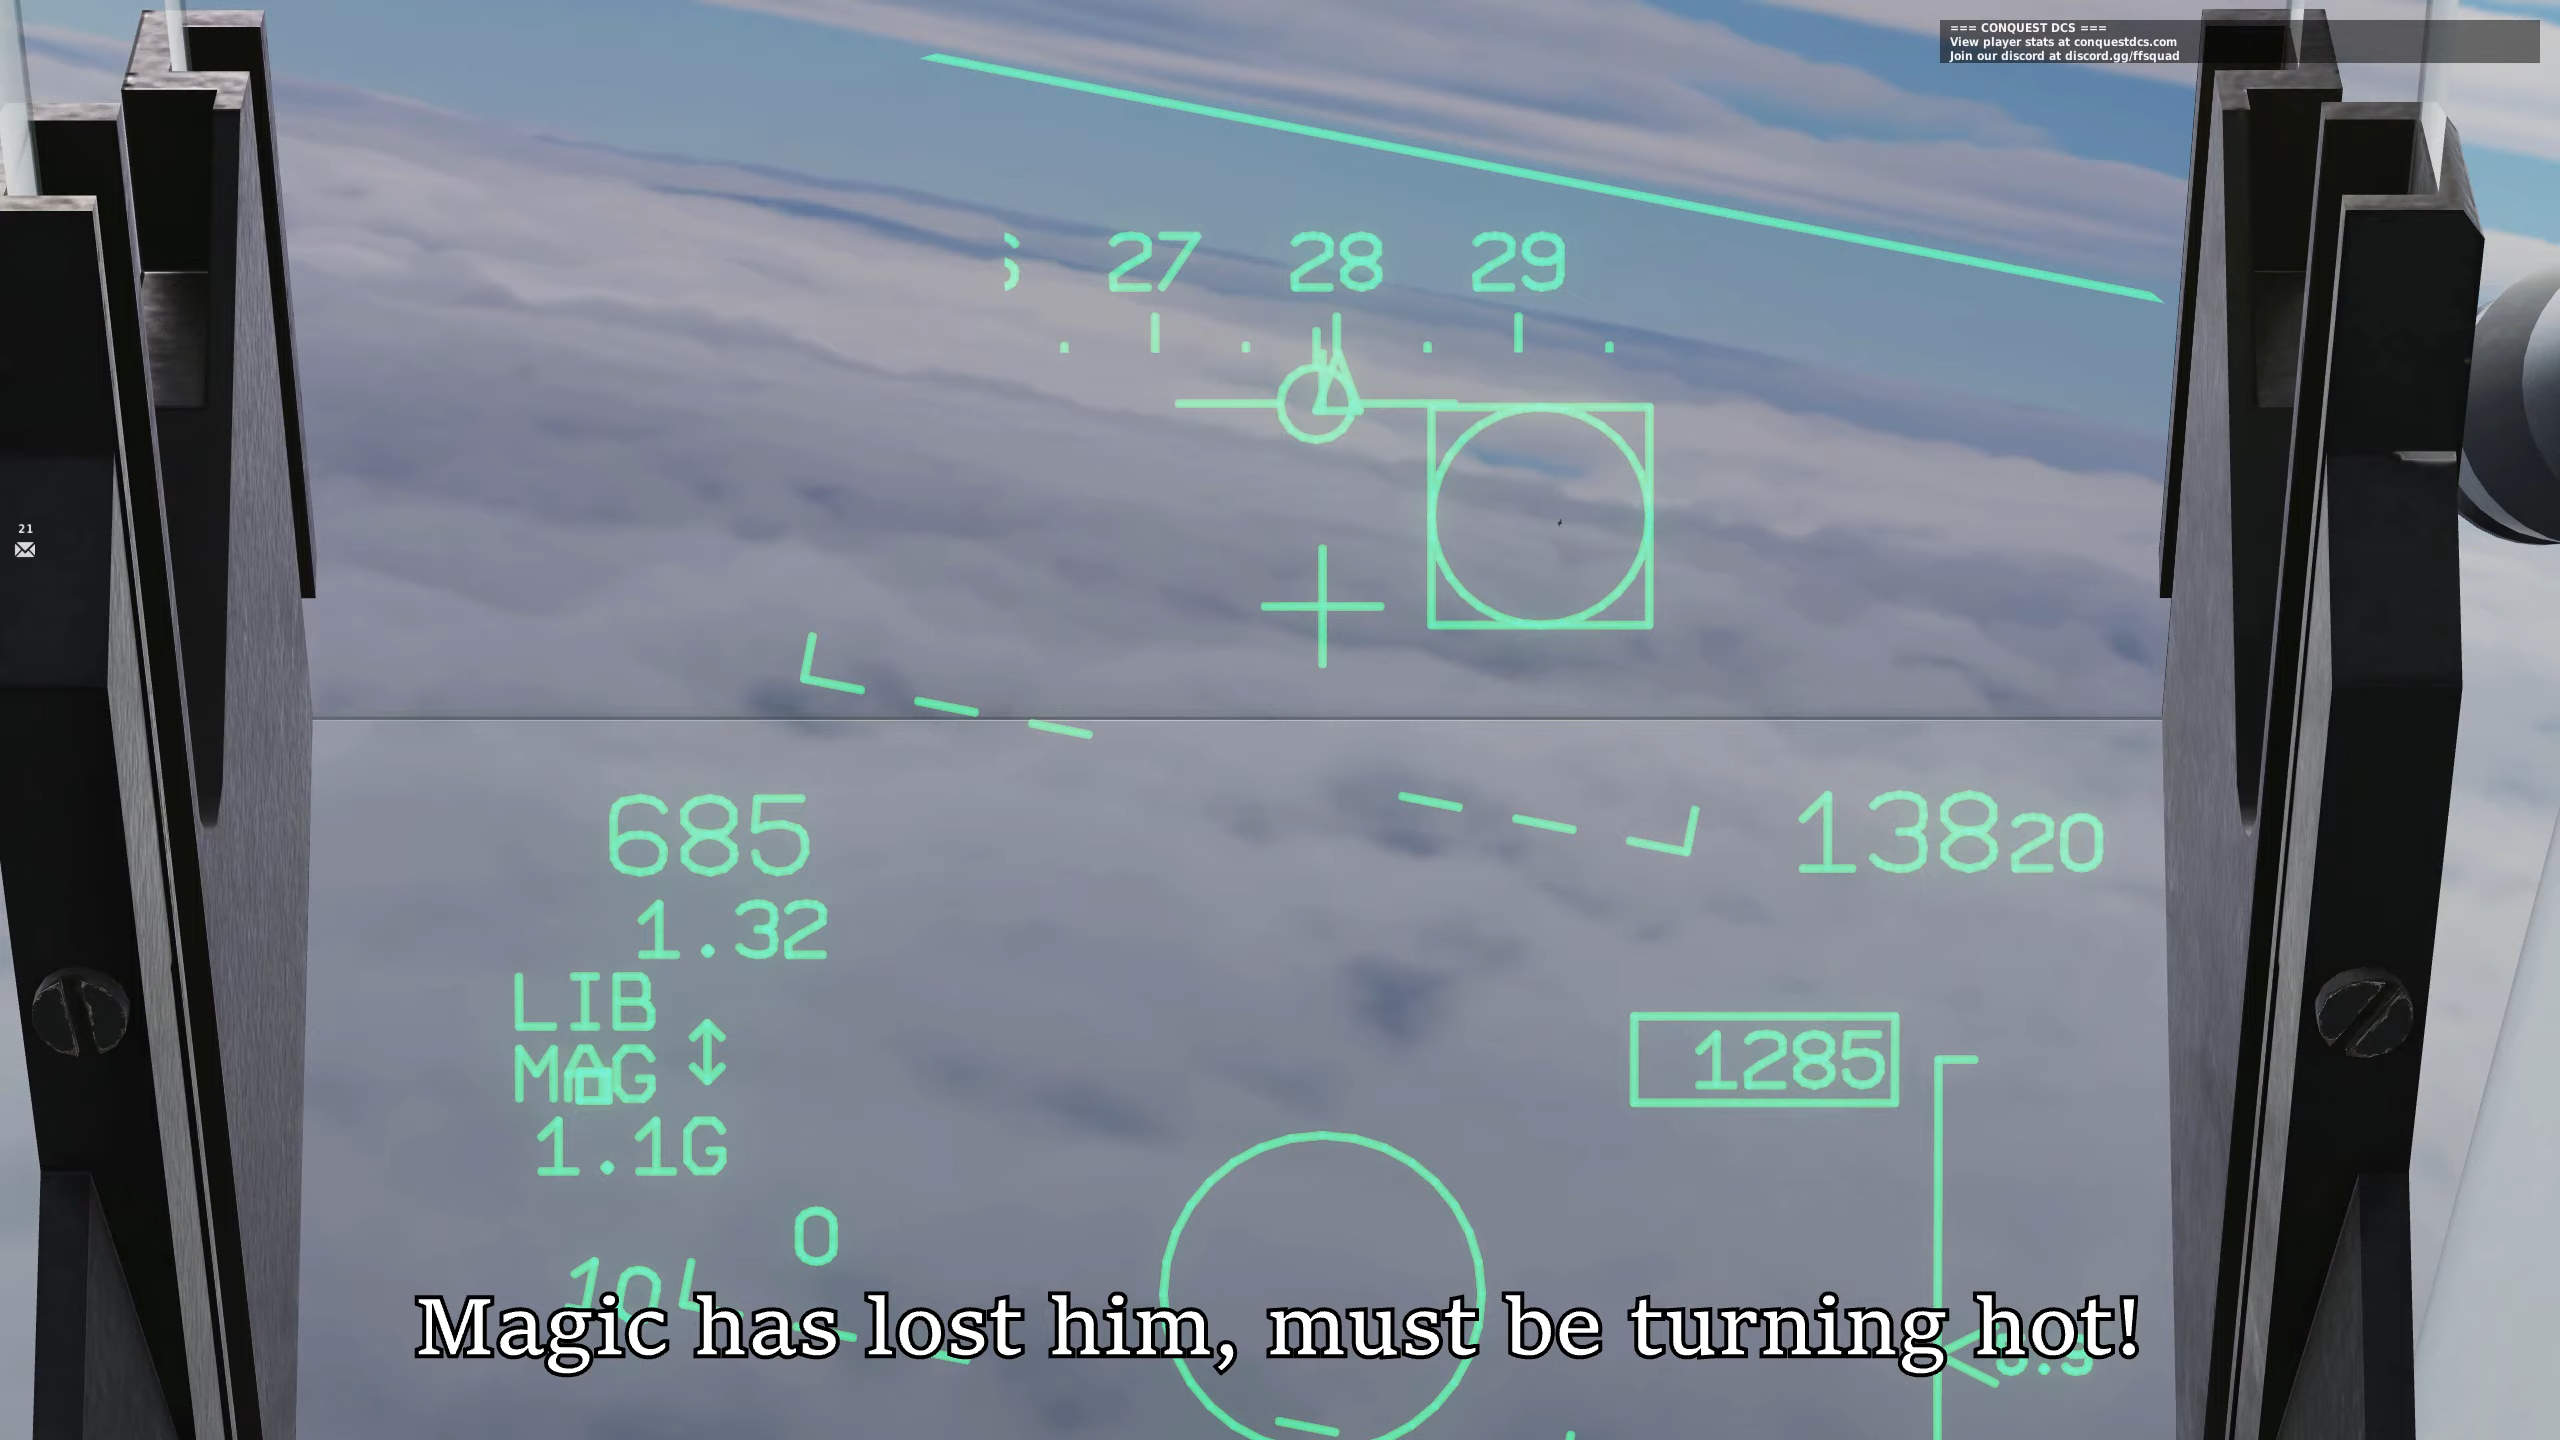 === CONQUEST DCS ===
View player stats at conquestdcs.com
Join our discord at discord.gg/ffsquad
27 28 29
21
685
13820
1.32
LIB
MAG
1285
1.1G
0
10
Magic has lost him, must be turning hot!